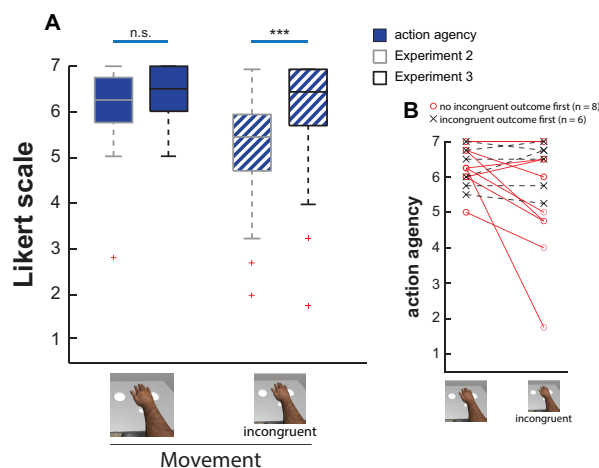 A
n.s.
***
action agency
Experiment 2
Experiment 3
Likert scale
7
6
5
4
3
2
1
incongruent
Movement
B
no incongruent outcome first (n = 8)
incongruent outcome first (n = 6)
action agency
7
6
5
4
3
2
1
incongruent